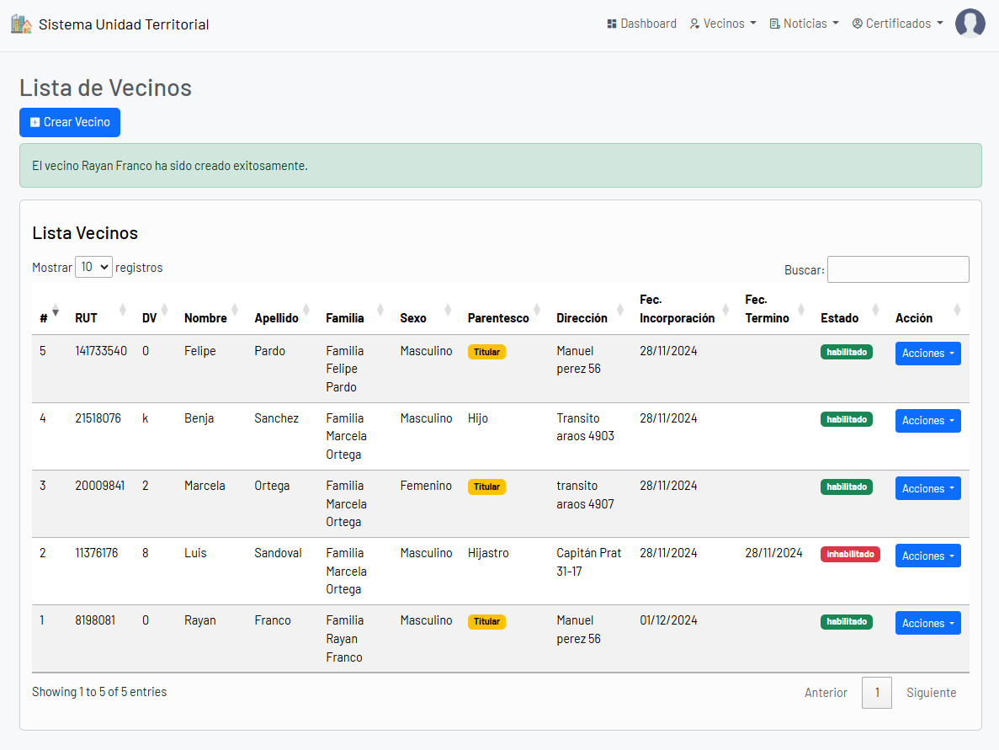 Sistema Unidad Territorial
Dashboard
Vecinos
Noticias
Certificados
Lista de Vecinos
Crear Vecino
El vecino Rayan Franco ha sido creado exitosamente.
Lista Vecinos
Mostrar 10 registros
Buscar:
# RUT DV Nombre Apellido Familia Sexo Parentesco Dirección Fec. Incorporación Fec. Termino Estado Acción
5 141733540 0 Felipe Pardo Familia Felipe Pardo Masculino Titular Manuel perez 56 28/11/2024 habilitado Acciones
4 21518076 k Benja Sanchez Familia Marcela Ortega Masculino Hijo Transito araos 4903 28/11/2024 habilitado Acciones
3 20009841 2 Marcela Ortega Familia Marcela Ortega Femenino Titular transito araos 4907 28/11/2024 habilitado Acciones
2 11376176 8 Luis Sandoval Familia Marcela Ortega Masculino Hijastro Capitán Prat 31-17 28/11/2024 28/11/2024 inhabilitado Acciones
1 8198081 0 Rayan Franco Familia Rayan Franco Masculino Titular Manuel perez 56 01/12/2024 habilitado Acciones
Showing 1 to 5 of 5 entries
Anterior 1 Siguiente